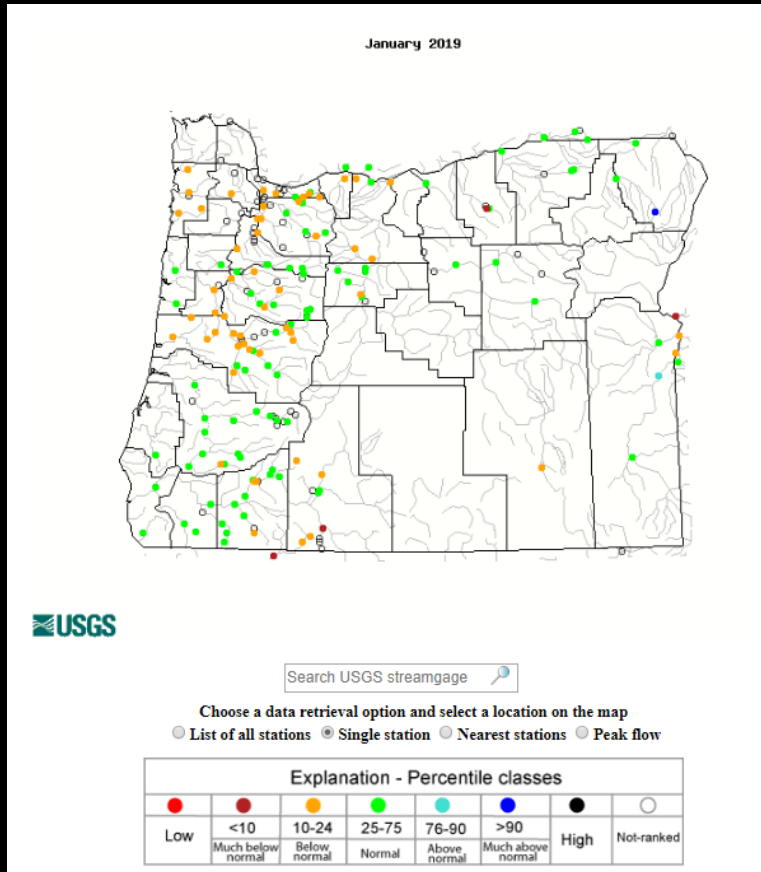 January 2019
USGS
Search USGS streamgage
Choose a data retrieval option and select a location on the map
List of all stations Single station Nearest stations Peak flow
Explanation - Percentile classes
Low <10 10-24 25-75 76-90 >90 High Not-ranked
Much below normal Below normal Normal Above normal Much above normal